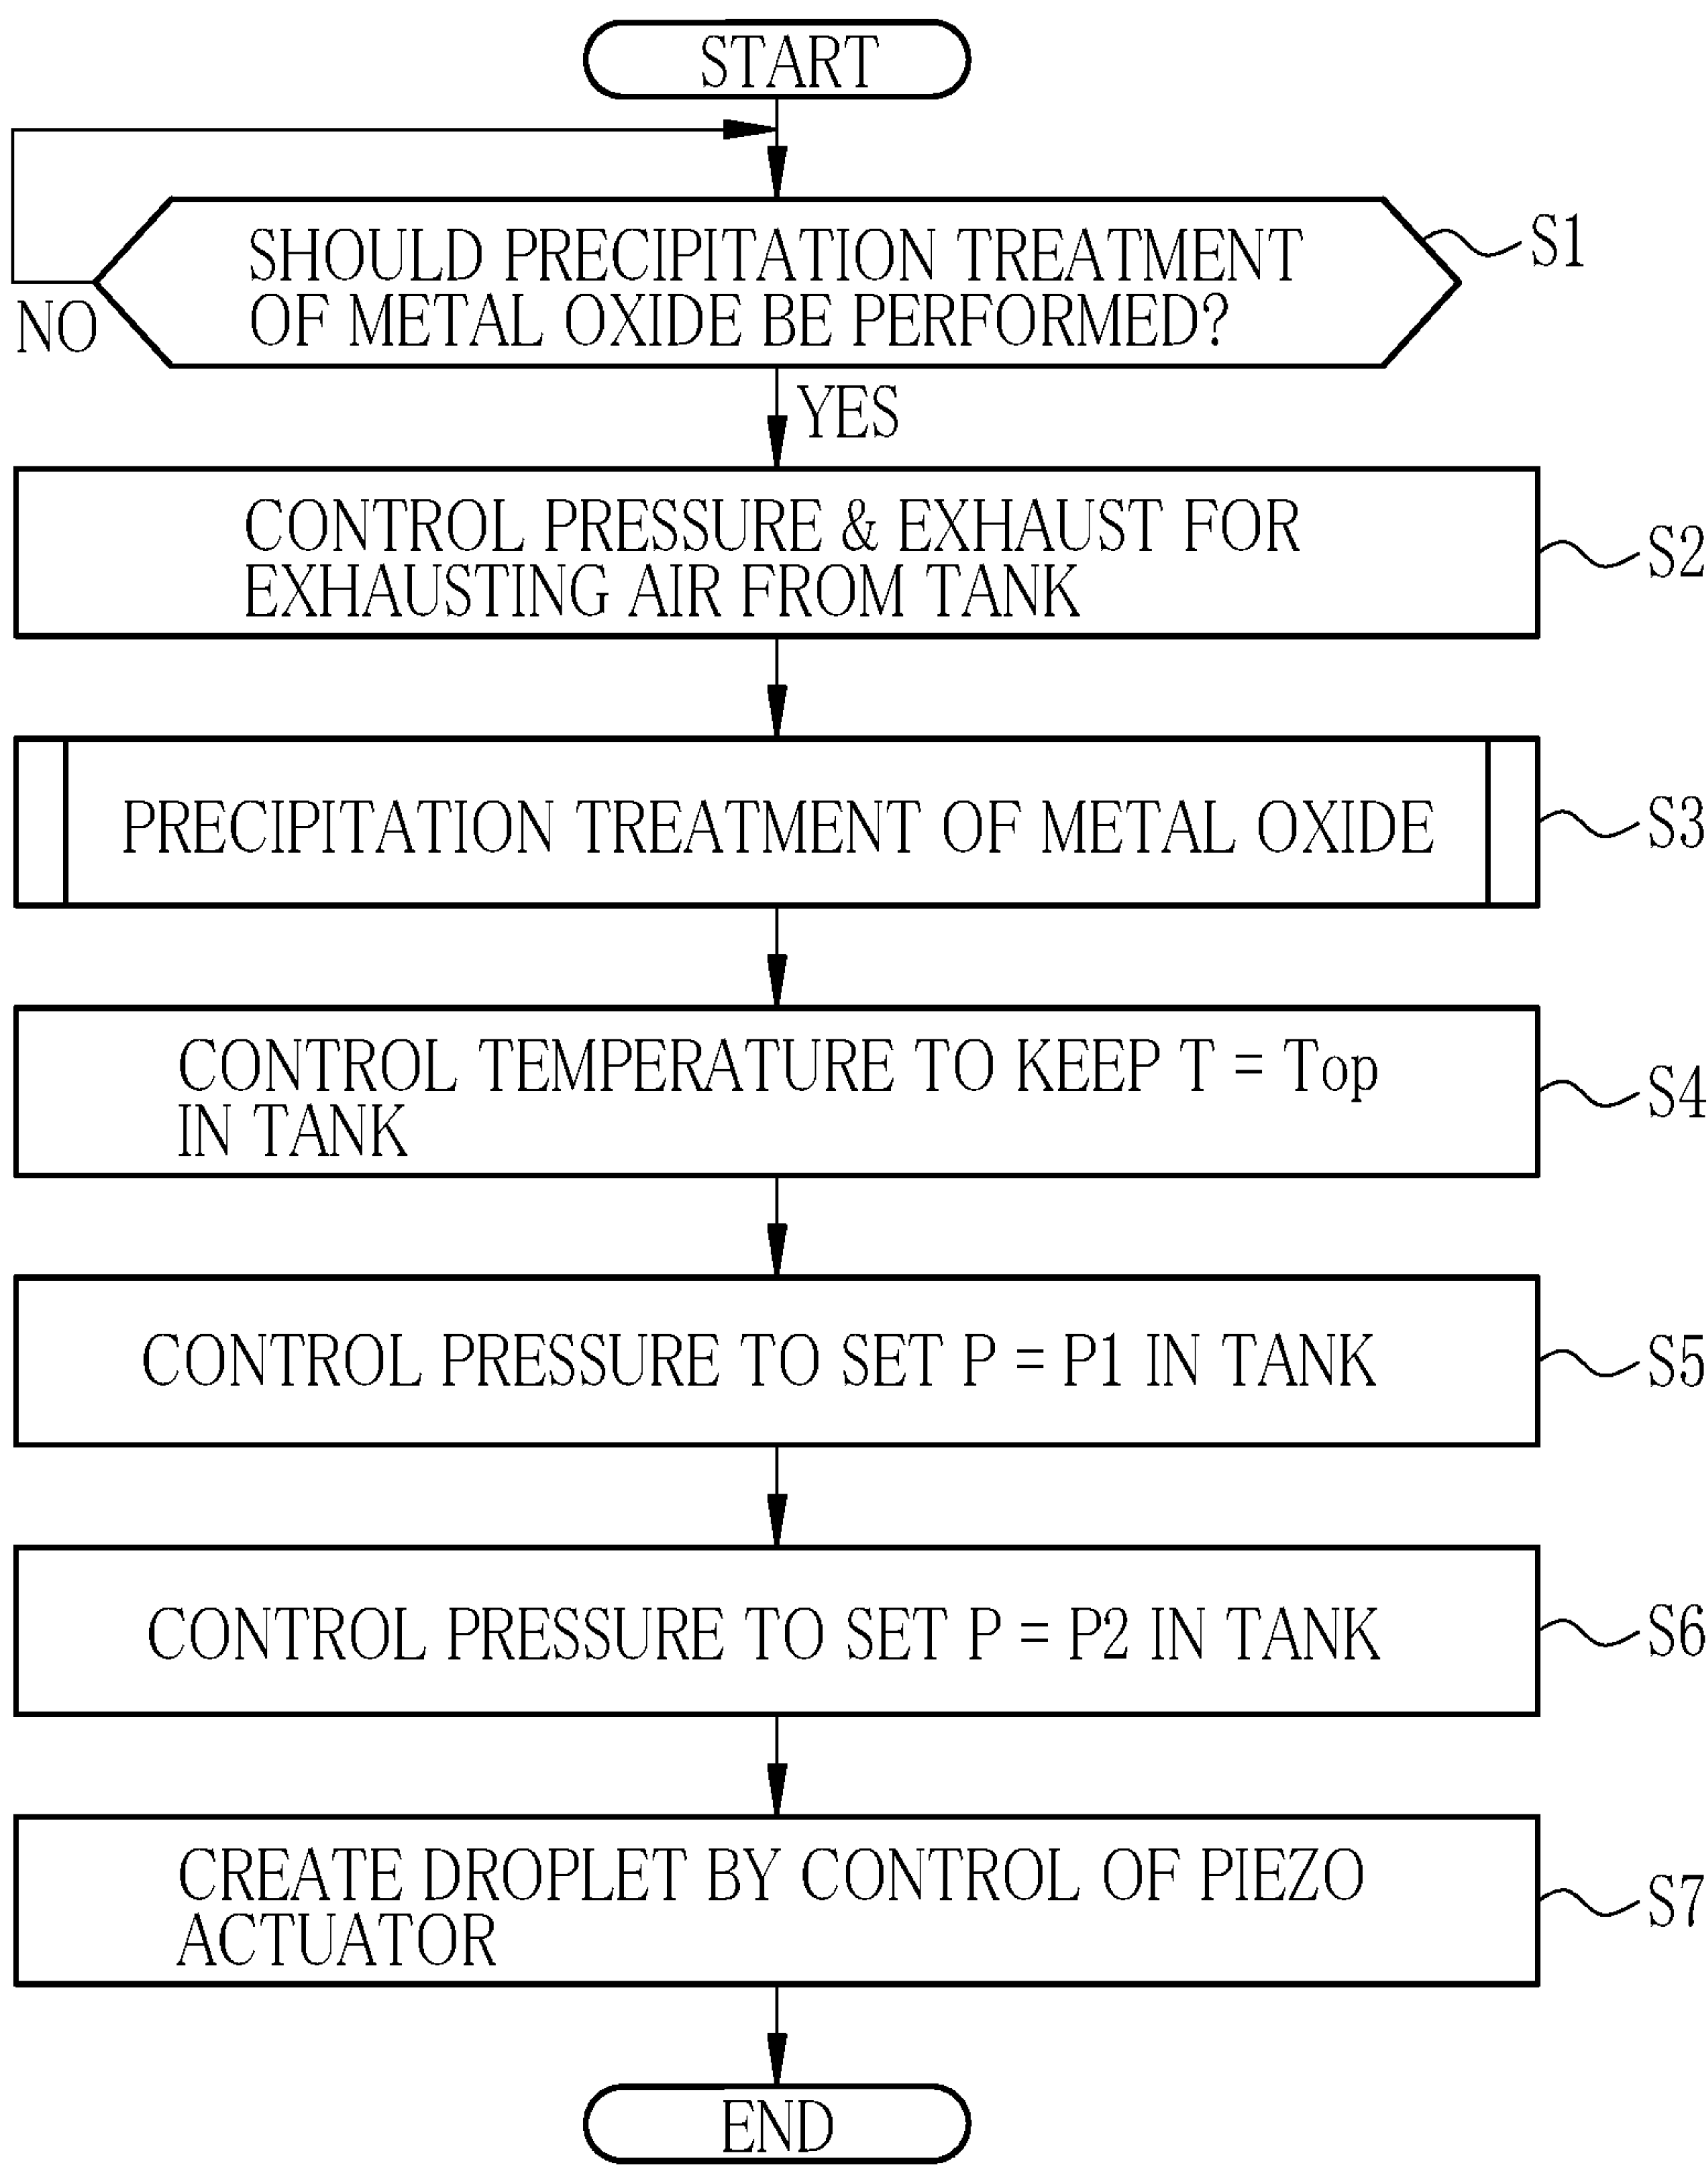 START
SHOULD PRECIPITATION TREATMENT
OF METAL OXIDE BE PERFORMED?
S1
NO
YES
CONTROL PRESSURE & EXHAUST FOR
EXHAUSTING AIR FROM TANK
S2
PRECIPITATION TREATMENT OF METAL OXIDE
S3
CONTROL TEMPERATURE TO KEEP T = Top
IN TANK
S4
CONTROL PRESSURE TO SET P = P1 IN TANK
S5
CONTROL PRESSURE TO SET P = P2 IN TANK
S6
CREATE DROPLET BY CONTROL OF PIEZO
ACTUATOR
S7
END